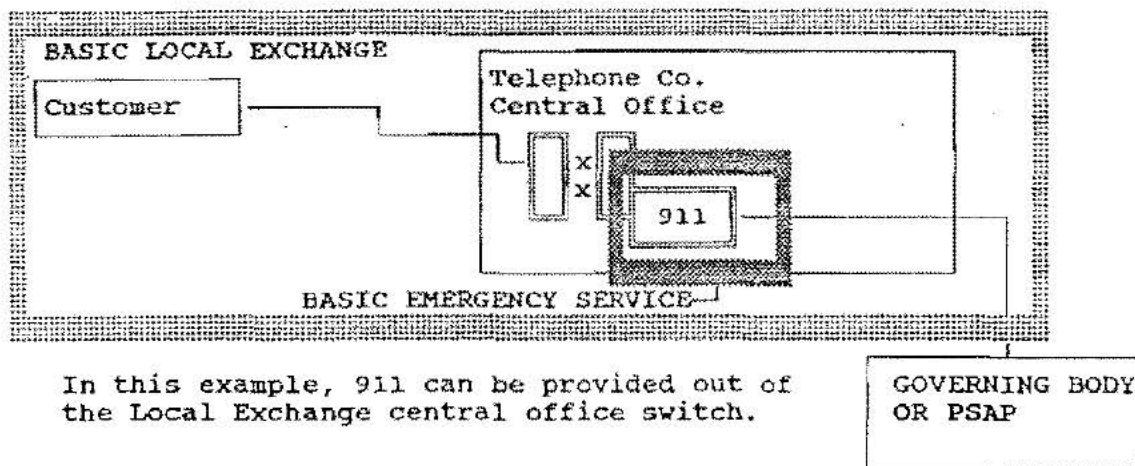 BASIC LOCAL EXCHANGE
Customer
Telephone Co.
Central Office
x
x
911
BASIC EMERGENCY SERVICE
In this example, 911 can be provided out of
the Local Exchange central office switch.
GOVERNING BODY
OR PSAP